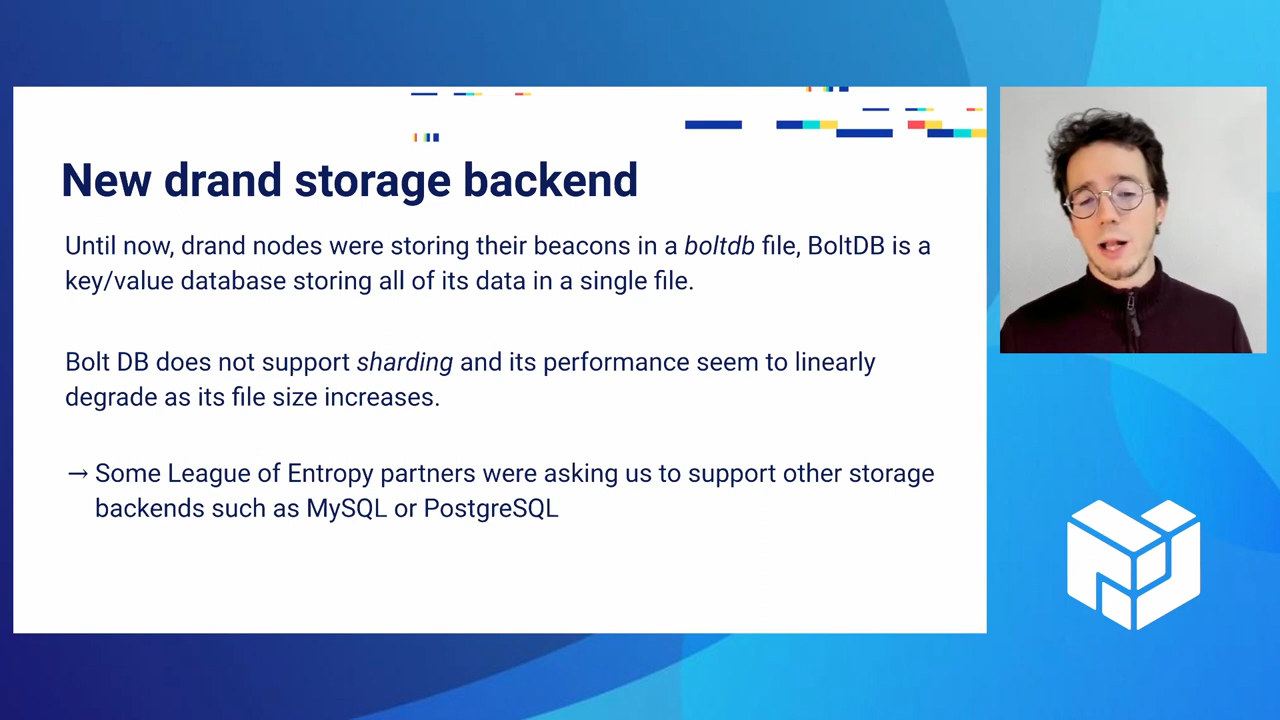 New drand storage backend
Until now, drand nodes were storing their beacons in a boltdb file, BoltDB is a
key/value database storing all of its data in a single file.
Bolt DB does not support sharding and its performance seem to linearly
degrade as its file size increases.
→ Some League of Entropy partners were asking us to support other storage
backends such as MySQL or PostgreSQL